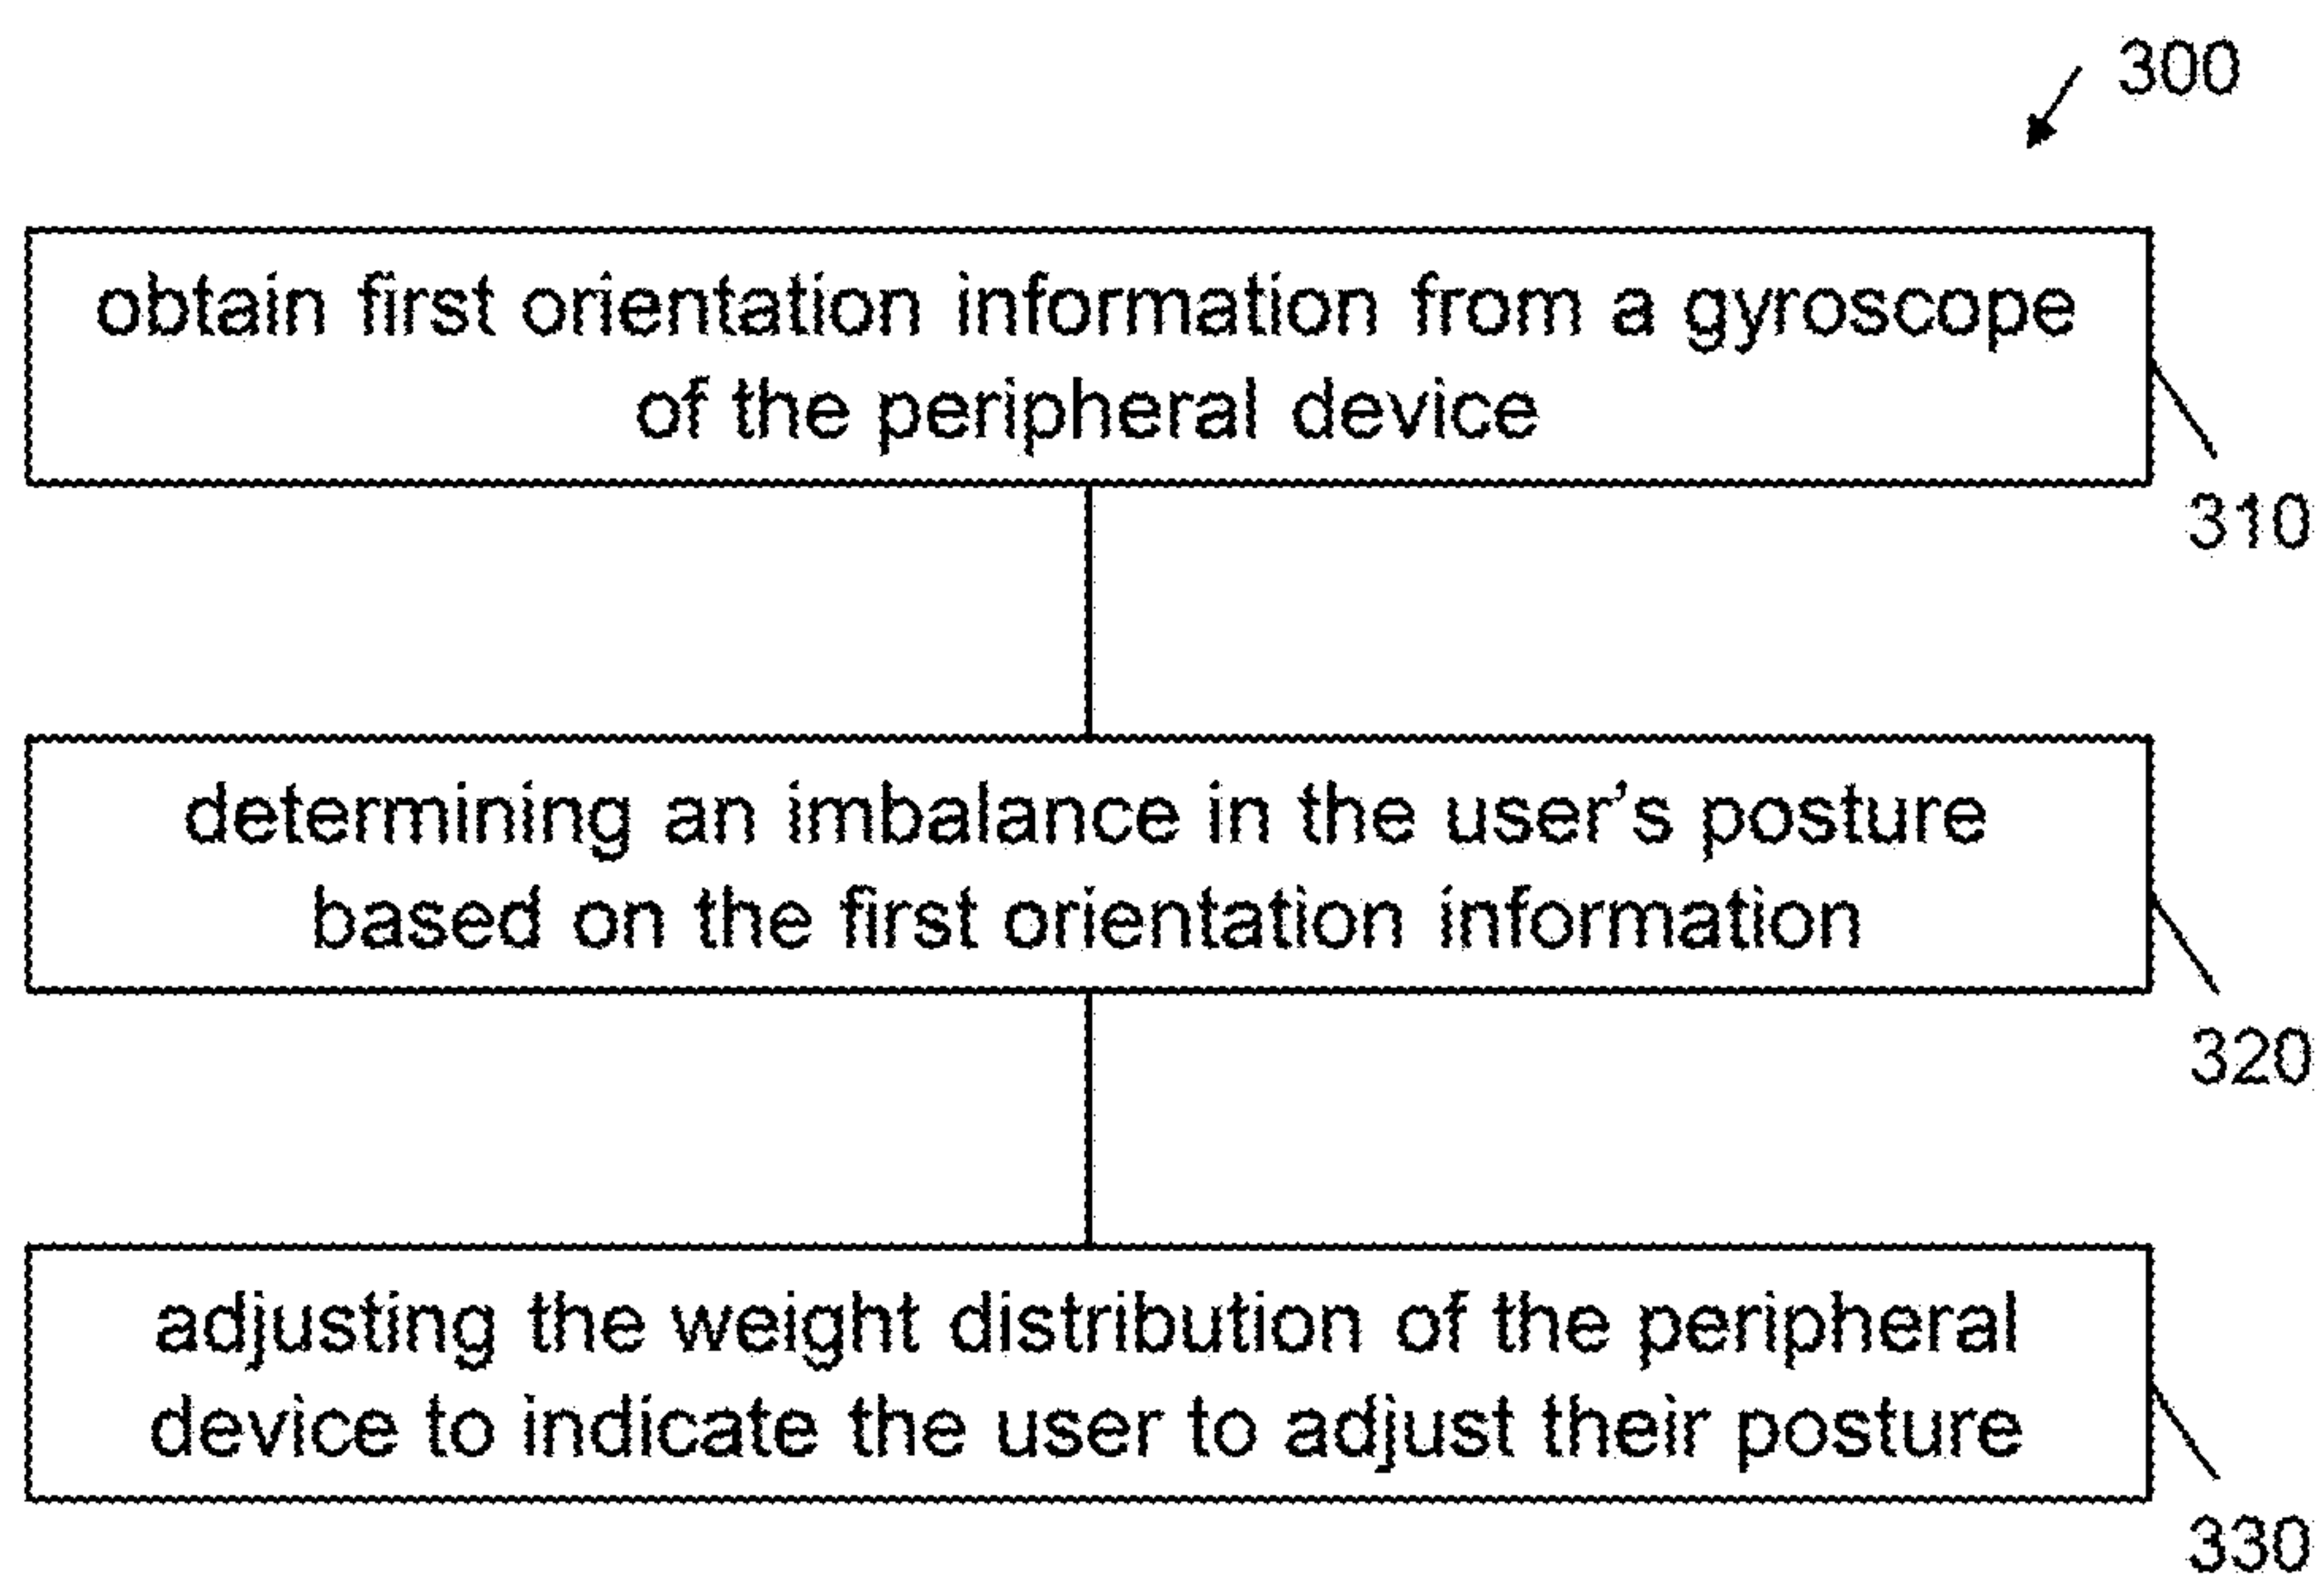 300
obtain first orientation information from a gyroscope
of the peripheral device
310
determining an imbalance in the user's posture
based on the first orientation information
320
adjusting the weight distribution of the peripheral
device to indicate the user to adjust their posture
330